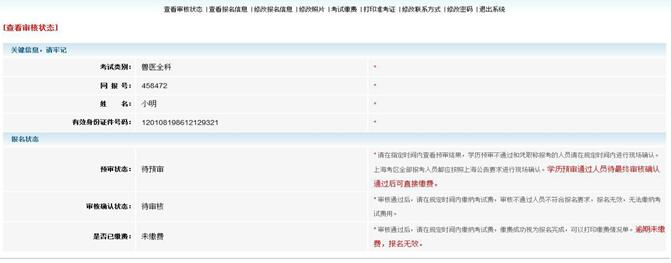 查看审核状态 | 查看报名信息 | 修改报名信息 | 修改照片 | 考试缴费 | 打印准考证 | 修改联系方式 | 修改密码 | 退出系统
[查看审核状态]
关键信息，请牢记
考试类别: 兽医全科 *
网 报 号: 458472 *
姓 名: 小明 *
有效身份证件号码: 120108198612129321 *
报名状态
预审状态: 待预审
* 请在指定时间内查看预审结果，学历预审不通过和凭职称报考的人员请在规定时间内进行现场确认。
上海考区全部报考人员都应按照上海公告要求进行现场确认。学历预审通过人员待最终审核确认
通过后可直接缴费。
审核确认状态: 待审核
* 审核通过后，请在规定时间内缴纳考试费，审核不通过人员不符合报名要求，报名无效，无法缴纳考
试费用。
是否已缴费: 未缴费
* 审核通过后，请在规定时间内缴纳考试费，缴费成功视为报名完成，可以打印缴费情况单。逾期未缴
费，报名无效。